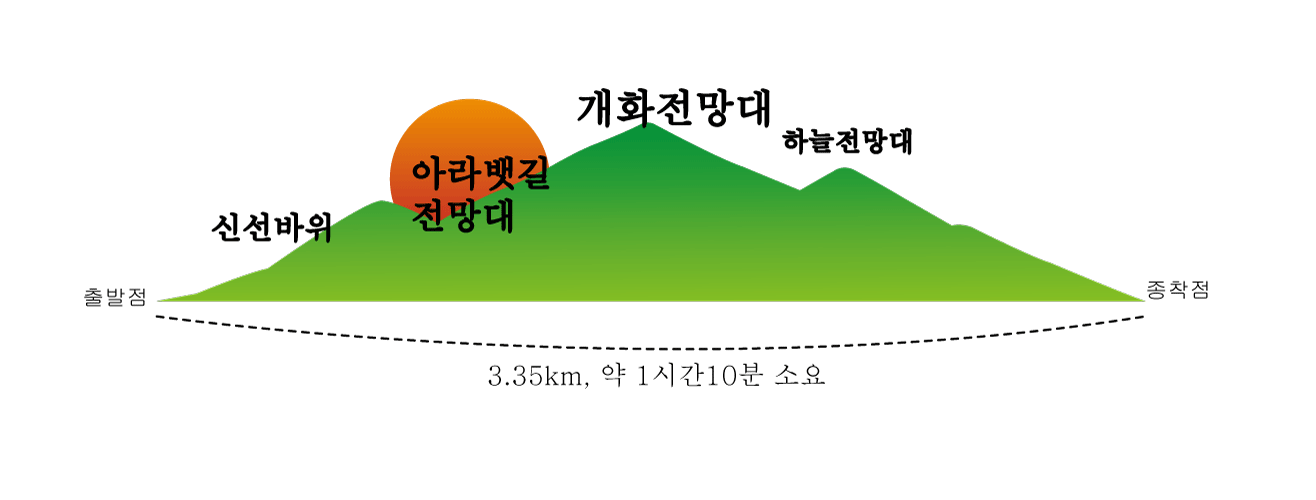 개화전망대
하늘전망대
아라뱃길
전망대
신선바위
출발점
종착점
3.35km, 약 1시간10분 소요